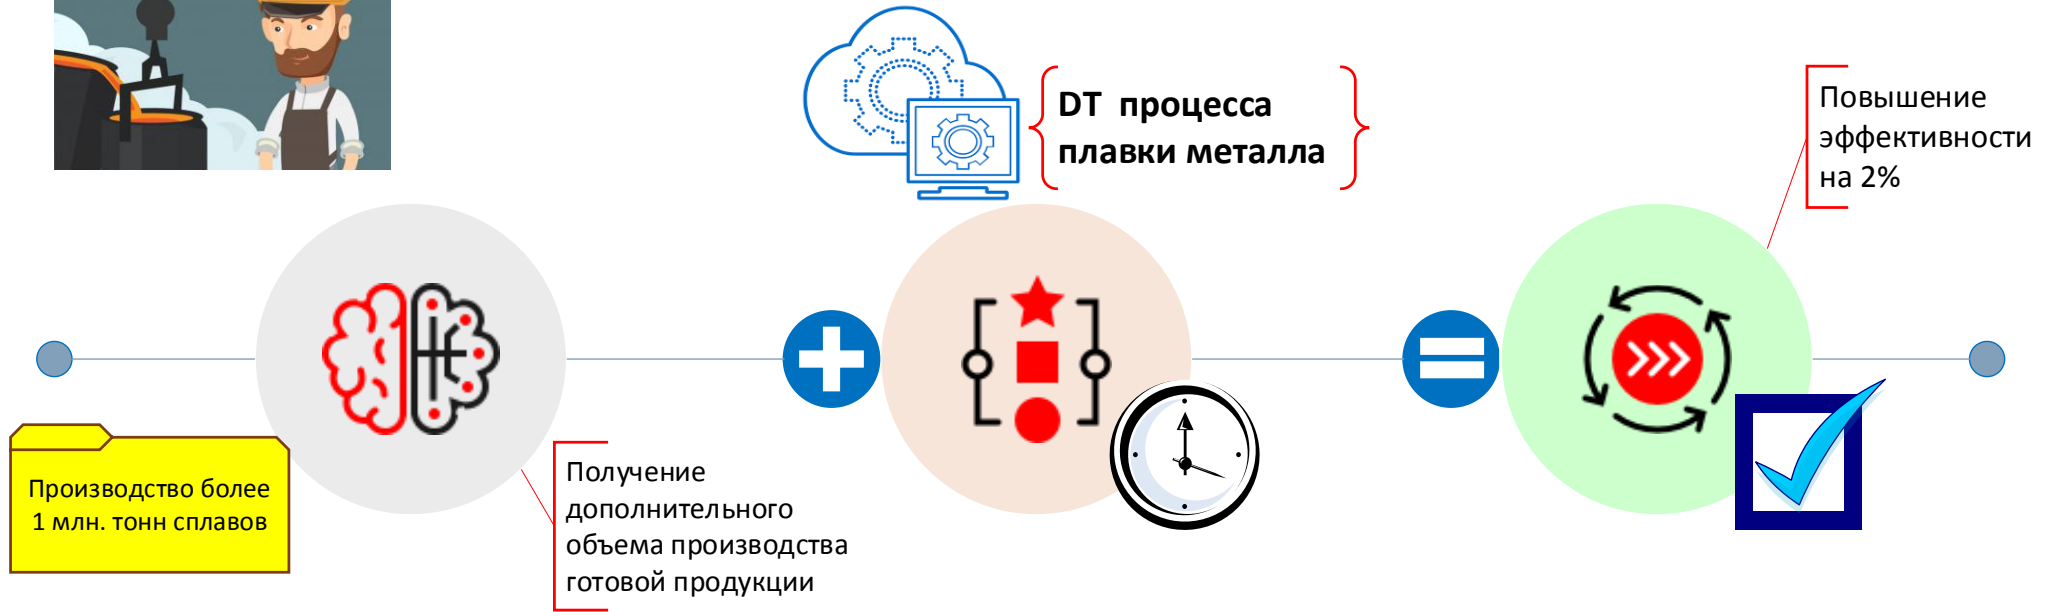 DT процесса
плавки металла
Повышение
эффективности
на 2%
Производство более
1 млн. тонн сплавов
Получение
дополнительного
объема производства
готовой продукции